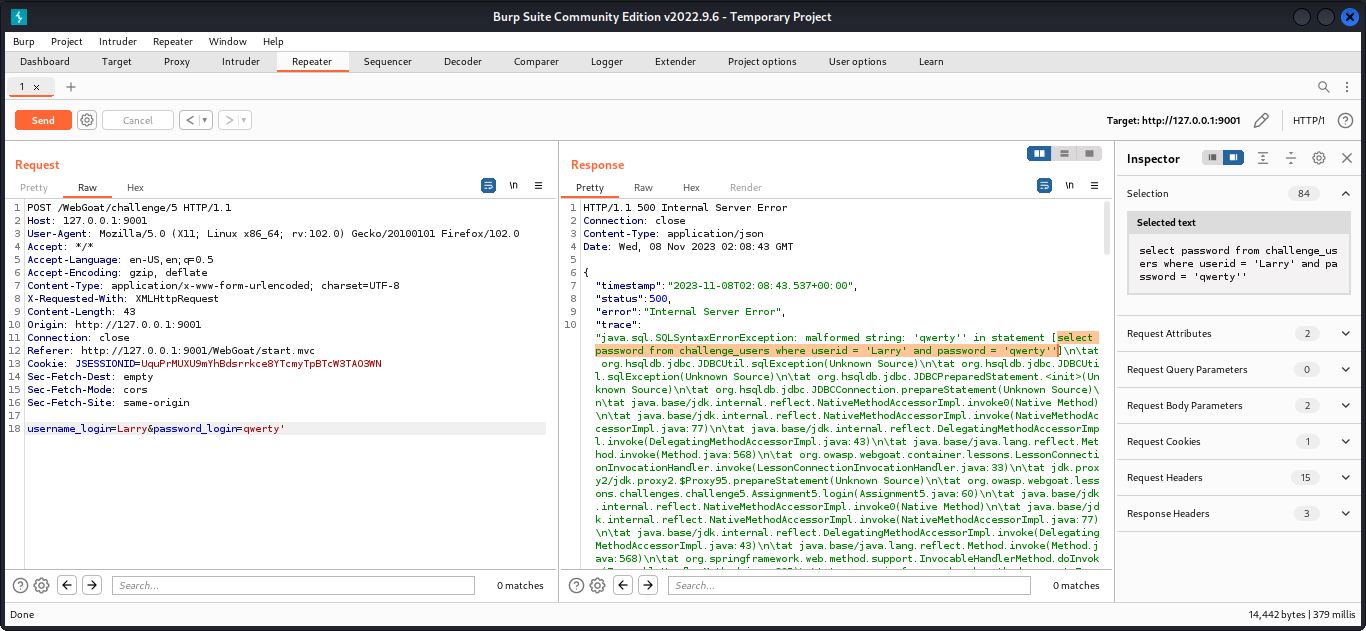 Burp Suite Community Edition v2022.9.6 - Temporary Project
Burp Project Intruder Repeater Window Help
Dashboard Target Proxy Intruder Repeater Sequencer Decoder Comparer Logger Extender Project options User options Learn
1 ×
Send Cancel < > Target: http://127.0.0.1:9001 HTTP/1
Request
Pretty Raw Hex \n
1 POST /WebGoat/challenge/5 HTTP/1.1
2 Host: 127.0.0.1:9001
3 User-Agent: Mozilla/5.0 (X11; Linux x86_64; rv:102.0) Gecko/20100101 Firefox/102.0
4 Accept: */*
5 Accept-Language: en-US,en;q=0.5
6 Accept-Encoding: gzip, deflate
7 Content-Type: application/x-www-form-urlencoded; charset=UTF-8
8 X-Requested-With: XMLHttpRequest
9 Content-Length: 43
10 Origin: http://127.0.0.1:9001
11 Connection: close
12 Referer: http://127.0.0.1:9001/WebGoat/start.mvc
13 Cookie: JSESSIONID=UquPrMUXU9mYhBdsrrkce8YTcmyTpBTcW3TAO3WN
14 Sec-Fetch-Dest: empty
15 Sec-Fetch-Mode: cors
16 Sec-Fetch-Site: same-origin
17
18 username_login=Larry&password_login=qwerty'
Search... 0 matches
Response
Pretty Raw Hex Render \n
1 HTTP/1.1 500 Internal Server Error
2 Connection: close
3 Content-Type: application/json
4 Date: Wed, 08 Nov 2023 02:08:43 GMT
5
6 {
7 "timestamp":"2023-11-08T02:08:43.537+00:00",
8 "status":500,
9 "error":"Internal Server Error",
10 "trace":
"java.sql.SQLSyntaxErrorException: malformed string: 'qwerty'' in statement [select
password from challenge_users where userid = 'Larry' and password = 'qwerty'']\n\tat
org.hsqldb.jdbc.JDBCUtil.sqlException(Unknown Source)\n\tat org.hsqldb.jdbc.JDBCUti
l.sqlException(Unknown Source)\n\tat org.hsqldb.jdbc.JDBCPreparedStatement.<init>(Un
known Source)\n\tat org.hsqldb.jdbc.JDBCConnection.prepareStatement(Unknown Source)\
n\tat java.base/jdk.internal.reflect.NativeMethodAccessorImpl.invoke0(Native Method)
\n\tat java.base/jdk.internal.reflect.NativeMethodAccessorImpl.invoke(NativeMethodAc
cessorImpl.java:77)\n\tat java.base/jdk.internal.reflect.DelegatingMethodAccessorImpl
.invoke(DelegatingMethodAccessorImpl.java:43)\n\tat java.base/java.lang.reflect.Met
hod.invoke(Method.java:568)\n\tat org.owasp.webgoat.container.lessons.LessonConnecti
onInvocationHandler.invoke(LessonConnectionInvocationHandler.java:33)\n\tat jdk.prox
y2/jdk.proxy2.$Proxy95.prepareStatement(Unknown Source)\n\tat org.owasp.webgoat.less
ons.challenges.challenge5.Assignment5.login(Assignment5.java:60)\n\tat java.base/jdk
.internal.reflect.NativeMethodAccessorImpl.invoke0(Native Method)\n\tat java.base/jd
k.internal.reflect.NativeMethodAccessorImpl.invoke(NativeMethodAccessorImpl.java:77)
\n\tat java.base/jdk.internal.reflect.DelegatingMethodAccessorImpl.invoke(Delegating
MethodAccessorImpl.java:43)\n\tat java.base/java.lang.reflect.Method.invoke(Method.j
ava:568)\n\tat org.springframework.web.method.support.InvocableHandlerMethod.doInvok
Search... 0 matches
Inspector
Selection 84
Selected text
select password from challenge_us
ers where userid = 'Larry' and pa
ssword = 'qwerty''
Request Attributes 2
Request Query Parameters 0
Request Body Parameters 2
Request Cookies 1
Request Headers 15
Response Headers 3
Done 14,442 bytes | 379 millis